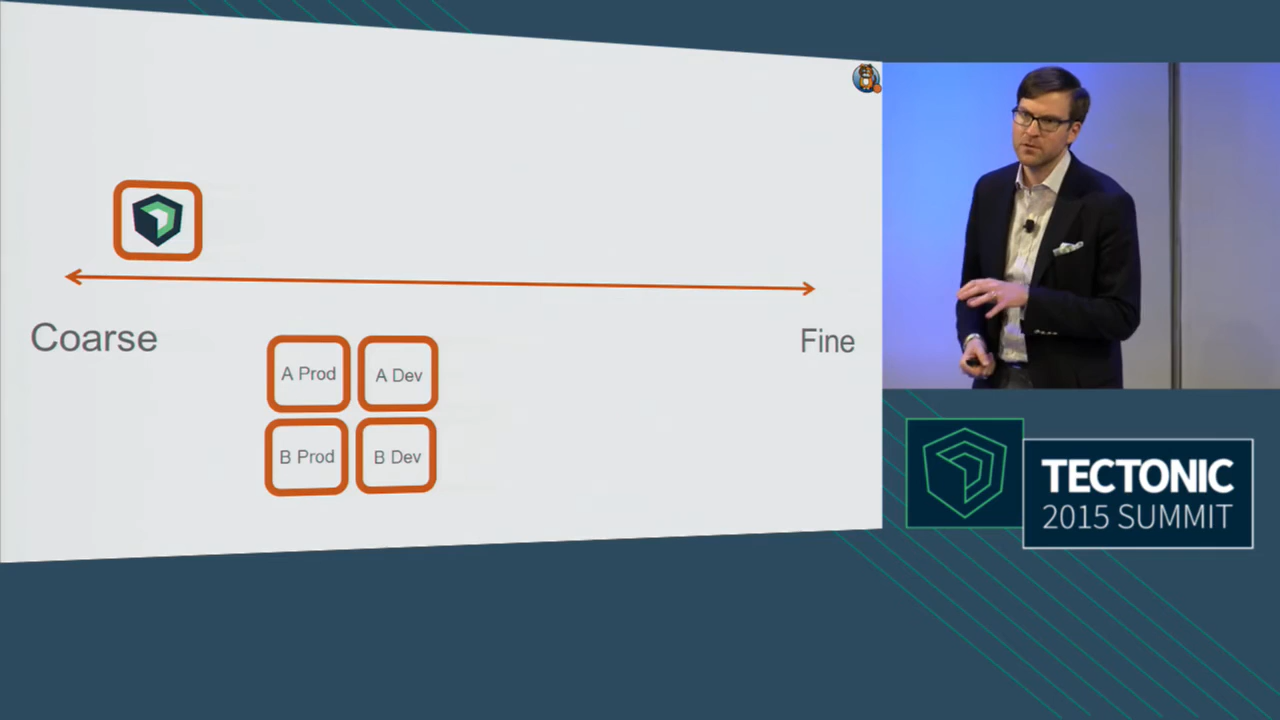 Coarse
Fine
A Prod
A Dev
B Prod
B Dev
TECTONIC
2015 SUMMIT